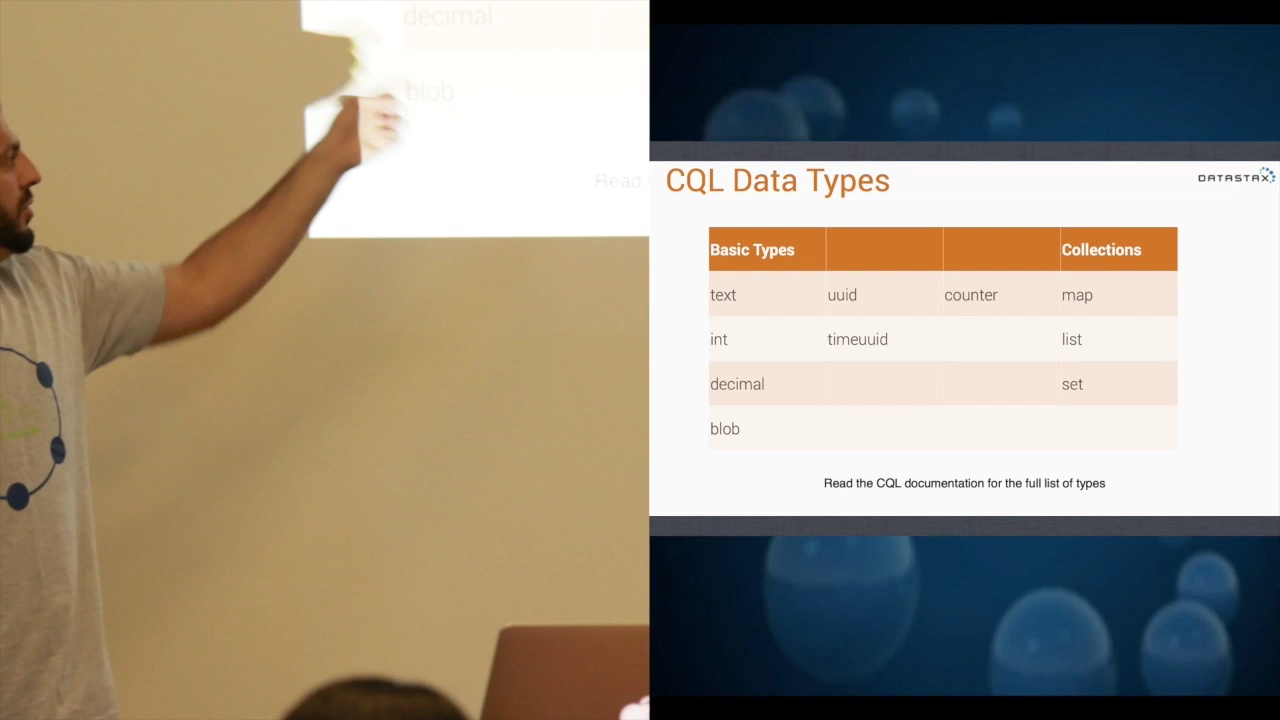 decimal
blob
Read
CQL Data Types
DATASTAX
Basic Types Collections
text uuid counter map
int timeuuid list
decimal set
blob
Read the CQL documentation for the full list of types